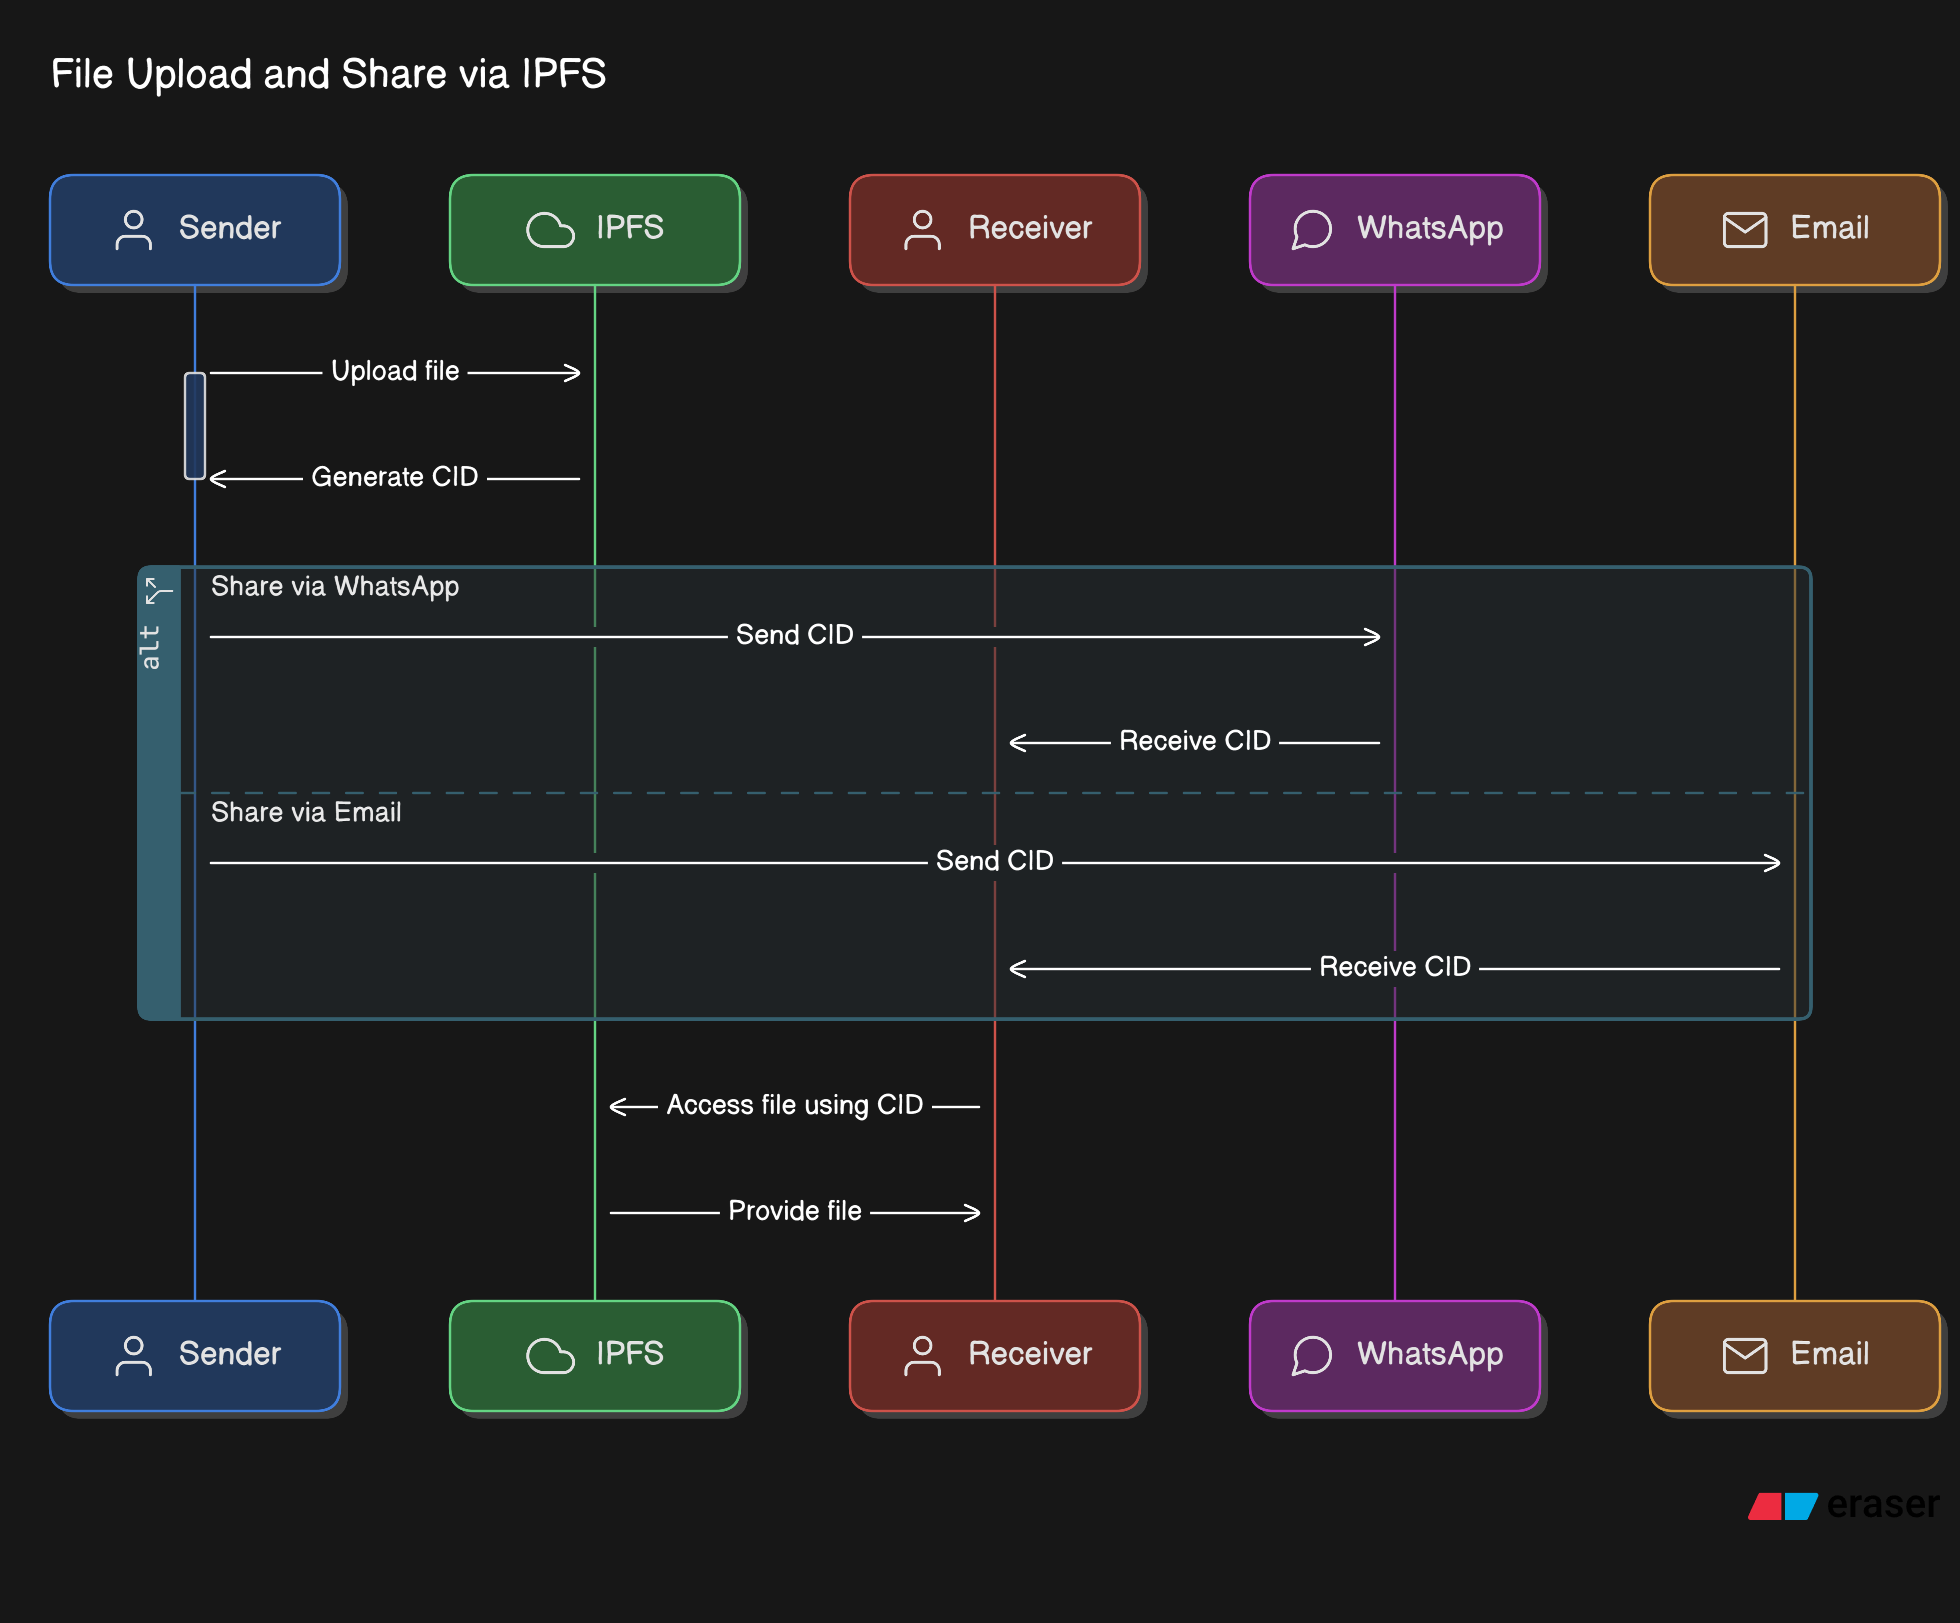 File Upload and Share via IPFS
Sender
IPFS
Receiver
WhatsApp
Email
Upload file
Generate CID
alt
Share via WhatsApp
Send CID
Receive CID
Share via Email
Send CID
Receive CID
Access file using CID
Provide file
Sender
IPFS
Receiver
WhatsApp
Email
eraser